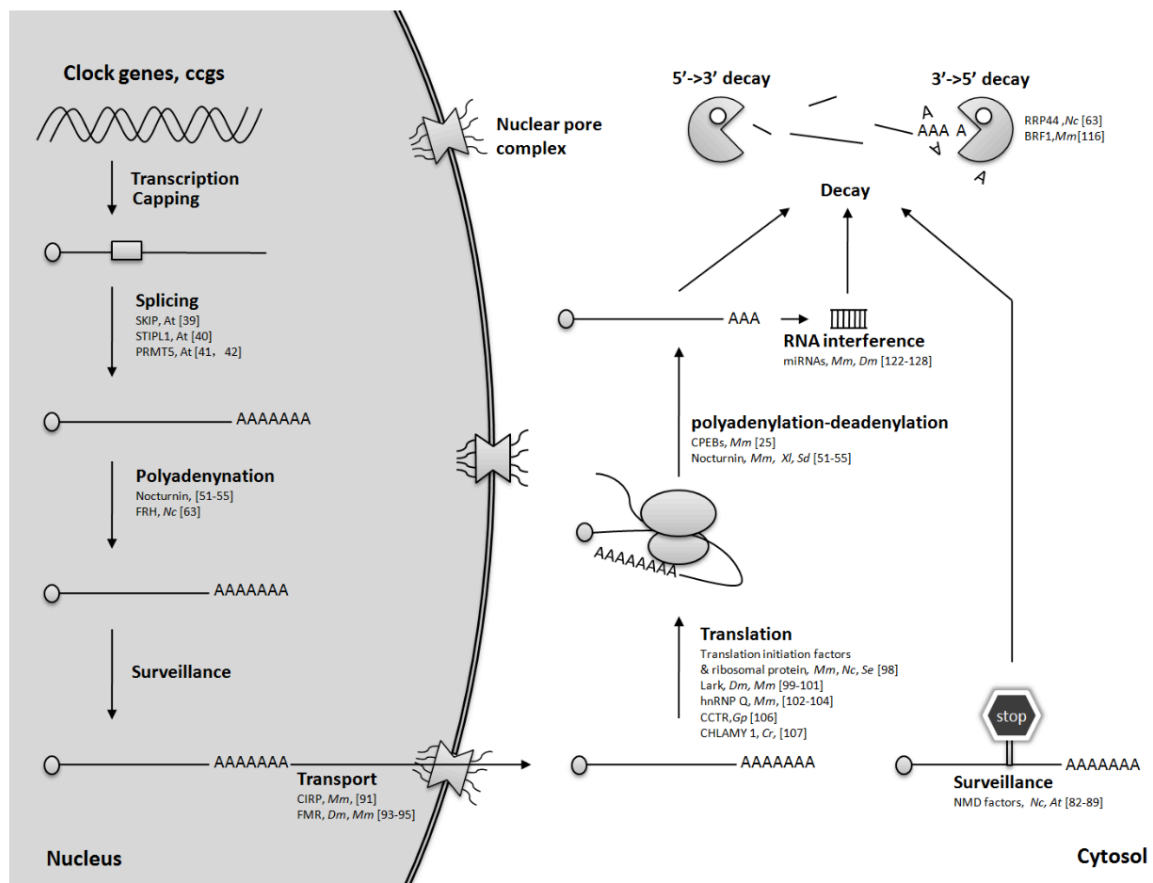 Clock genes, ccgs
Transcription
Capping
Splicing
SKIP, At [39]
STIPL1, At [40]
PRMT5, At [41, 42]
AAAAAAA
Polyadenynation
Nocturnin, [51-55]
FRH, Nc [63]
AAAAAAA
Surveillance
AAAAAAA
Transport
CIRP, Mm, [91]
FMR, Dm, Mm [93-95]
Nucleus
Nuclear pore
complex
5’->3’ decay
3’->5’ decay
A
AAA A
A
A
RRP44 ,Nc [63]
BRF1,Mm[116]
Decay
AAA
RNA interference
miRNAs, Mm, Dm [122-128]
polyadenylation-deadenylation
CPEBs, Mm [25]
Nocturnin, Mm, Xl, Sd [51-55]
AAAAAAAA
Translation
Translation initiation factors
& ribosomal protein, Mm, Nc, Se [98]
Lark, Dm, Mm [99-101]
hnRNP Q, Mm, [102-104]
CCTR,Gp [106]
CHLAMY 1, Cr, [107]
AAAAAAA
stop
AAAAAAA
Surveillance
NMD factors, Nc, At [82-89]
Cytosol